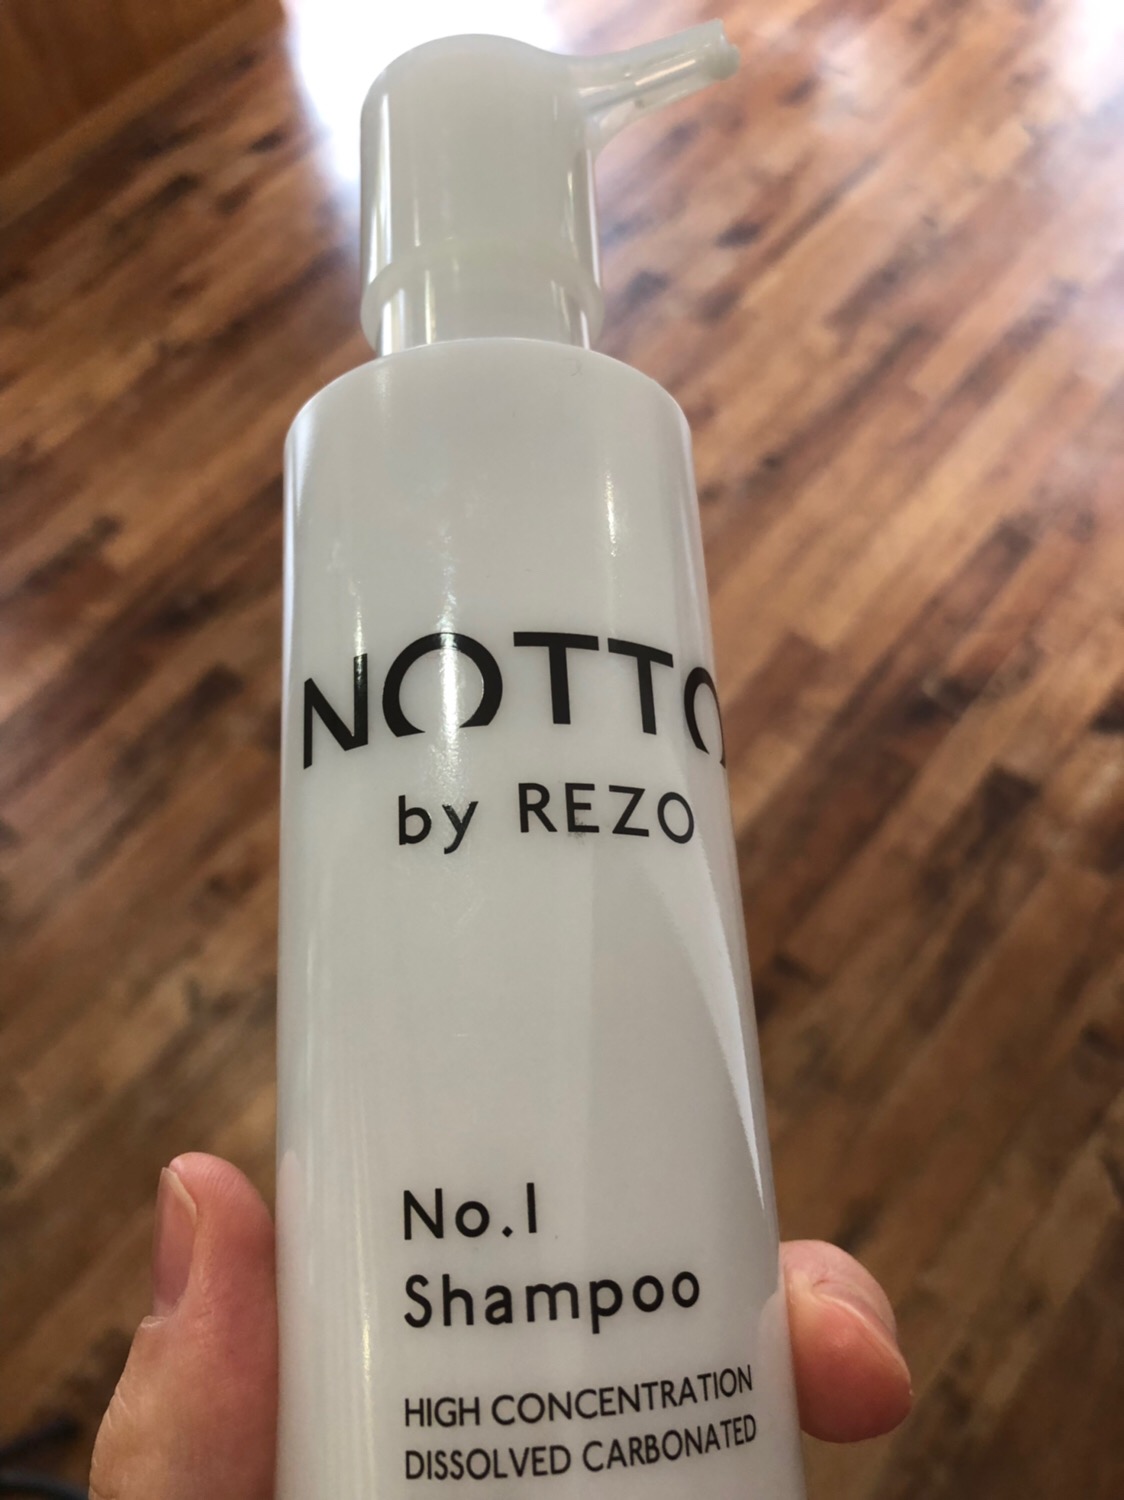 NOTTO
by REZO
No.1
Shampoo
HIGH CONCENTRATION
DISSOLVED CARBONATED